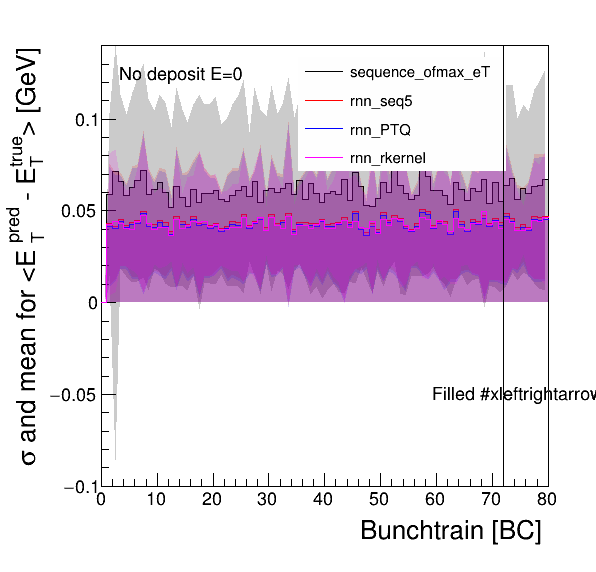 No deposit E=0
sequence_ofmax_eT
rnn_seq5
rnn_PTQ
rnn_rkernel
σ and mean for <E_T^pred - E_T^true> [GeV]
0.1
0.05
0
−0.05
−0.1
Filled #xleftrightarrow
0 10 20 30 40 50 60 70 80
Bunchtrain [BC]